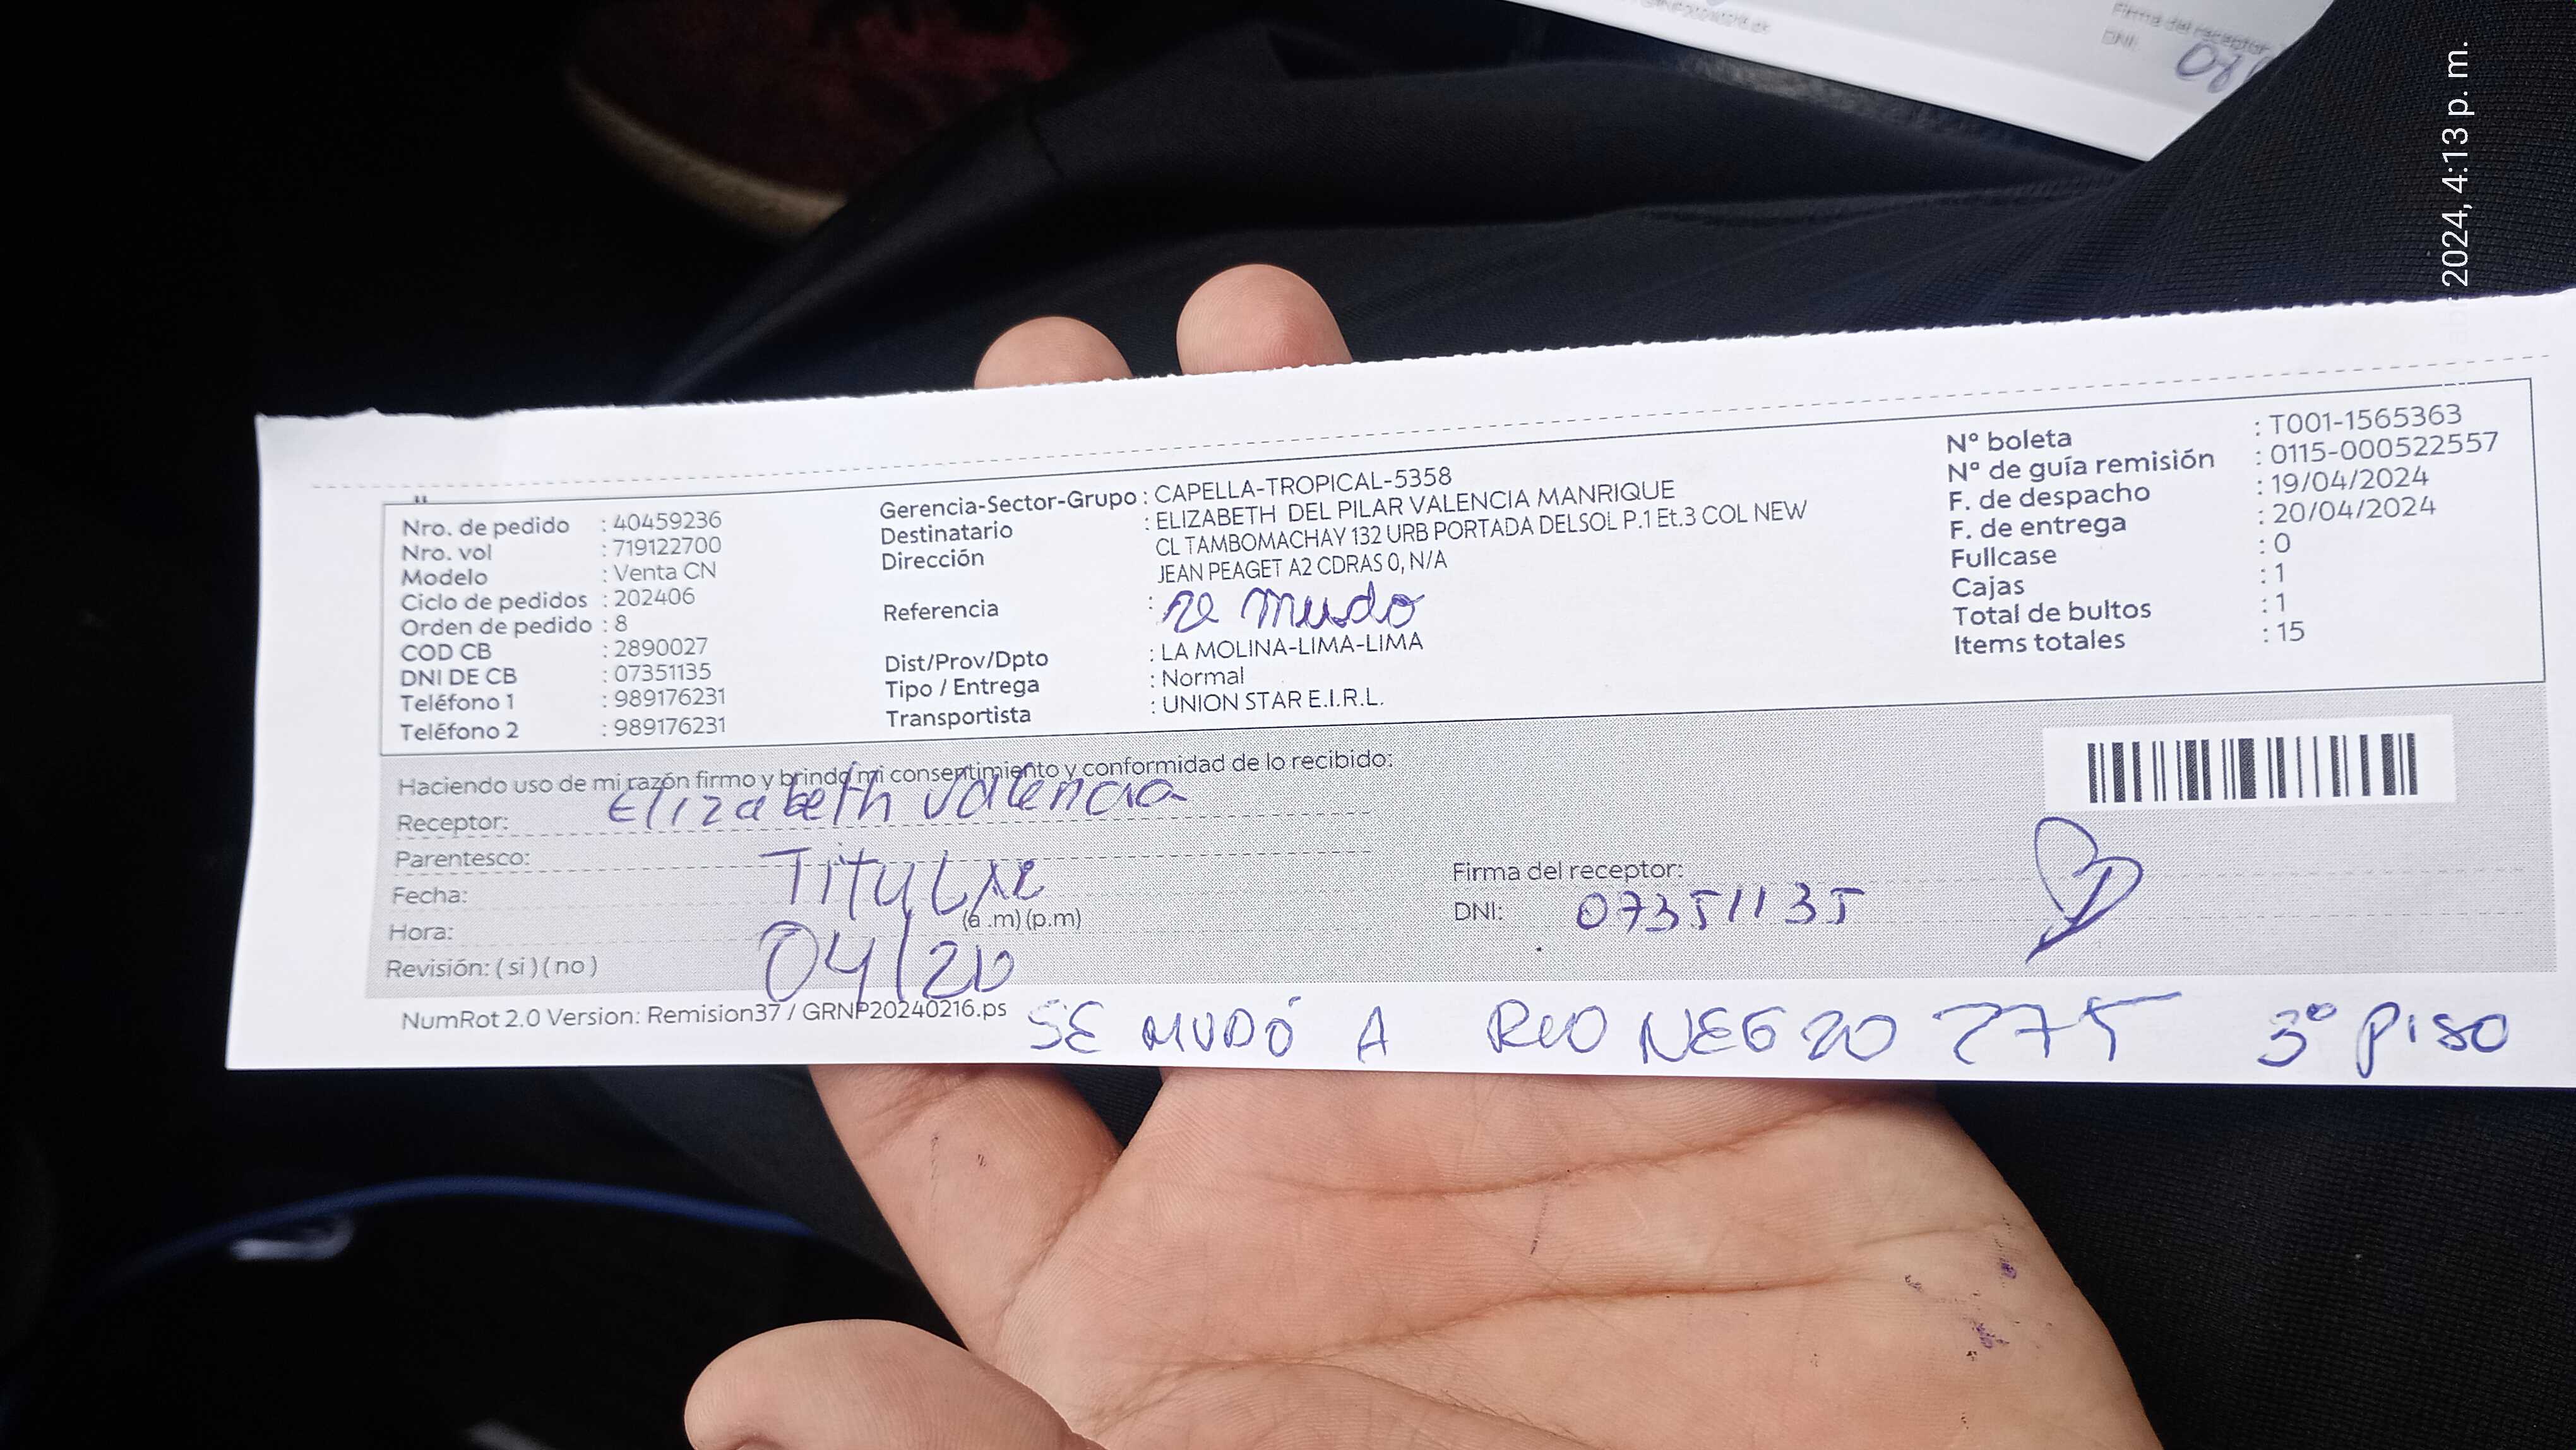 Firma del receptor
DNI:
2024, 4:13 p. m.
Nro. de pedido : 40459236
Nro. vol : 719122700
Modelo : Venta CN
Ciclo de pedidos : 202406
Orden de pedido : 8
COD CB : 2890027
DNI DE CB : 07351135
Teléfono 1 : 989176231
Teléfono 2 : 989176231
Gerencia-Sector-Grupo : CAPELLA-TROPICAL-5358
Destinatario : ELIZABETH DEL PILAR VALENCIA MANRIQUE
Dirección CL TAMBOMACHAY 132 URB PORTADA DELSOL P.1 Et.3 COL NEW
JEAN PEAGET A2 CDRAS 0, N/A
Referencia : se mudo
Dist/Prov/Dpto : LA MOLINA-LIMA-LIMA
Tipo / Entrega : Normal
Transportista : UNION STAR E.I.R.L.
Nº boleta : T001-1565363
Nº de guía remisión : 0115-000522557
F. de despacho : 19/04/2024
F. de entrega : 20/04/2024
Fullcase : 0
Cajas : 1
Total de bultos : 1
Items totales : 15
Haciendo uso de mi razón firmo y brindo mi consentimiento y conformidad de lo recibido:
Receptor: Elizabeth Valencia
Parentesco: Titular
Fecha:
Hora: (a .m) (p.m)
04/20
Revisión: ( si ) ( no )
Firma del receptor:
DNI: 07351135
NumRot 2.0 Version: Remision37 / GRNP20240216.ps
SE MUDÓ A RIO NEGRO 275 3º PISO